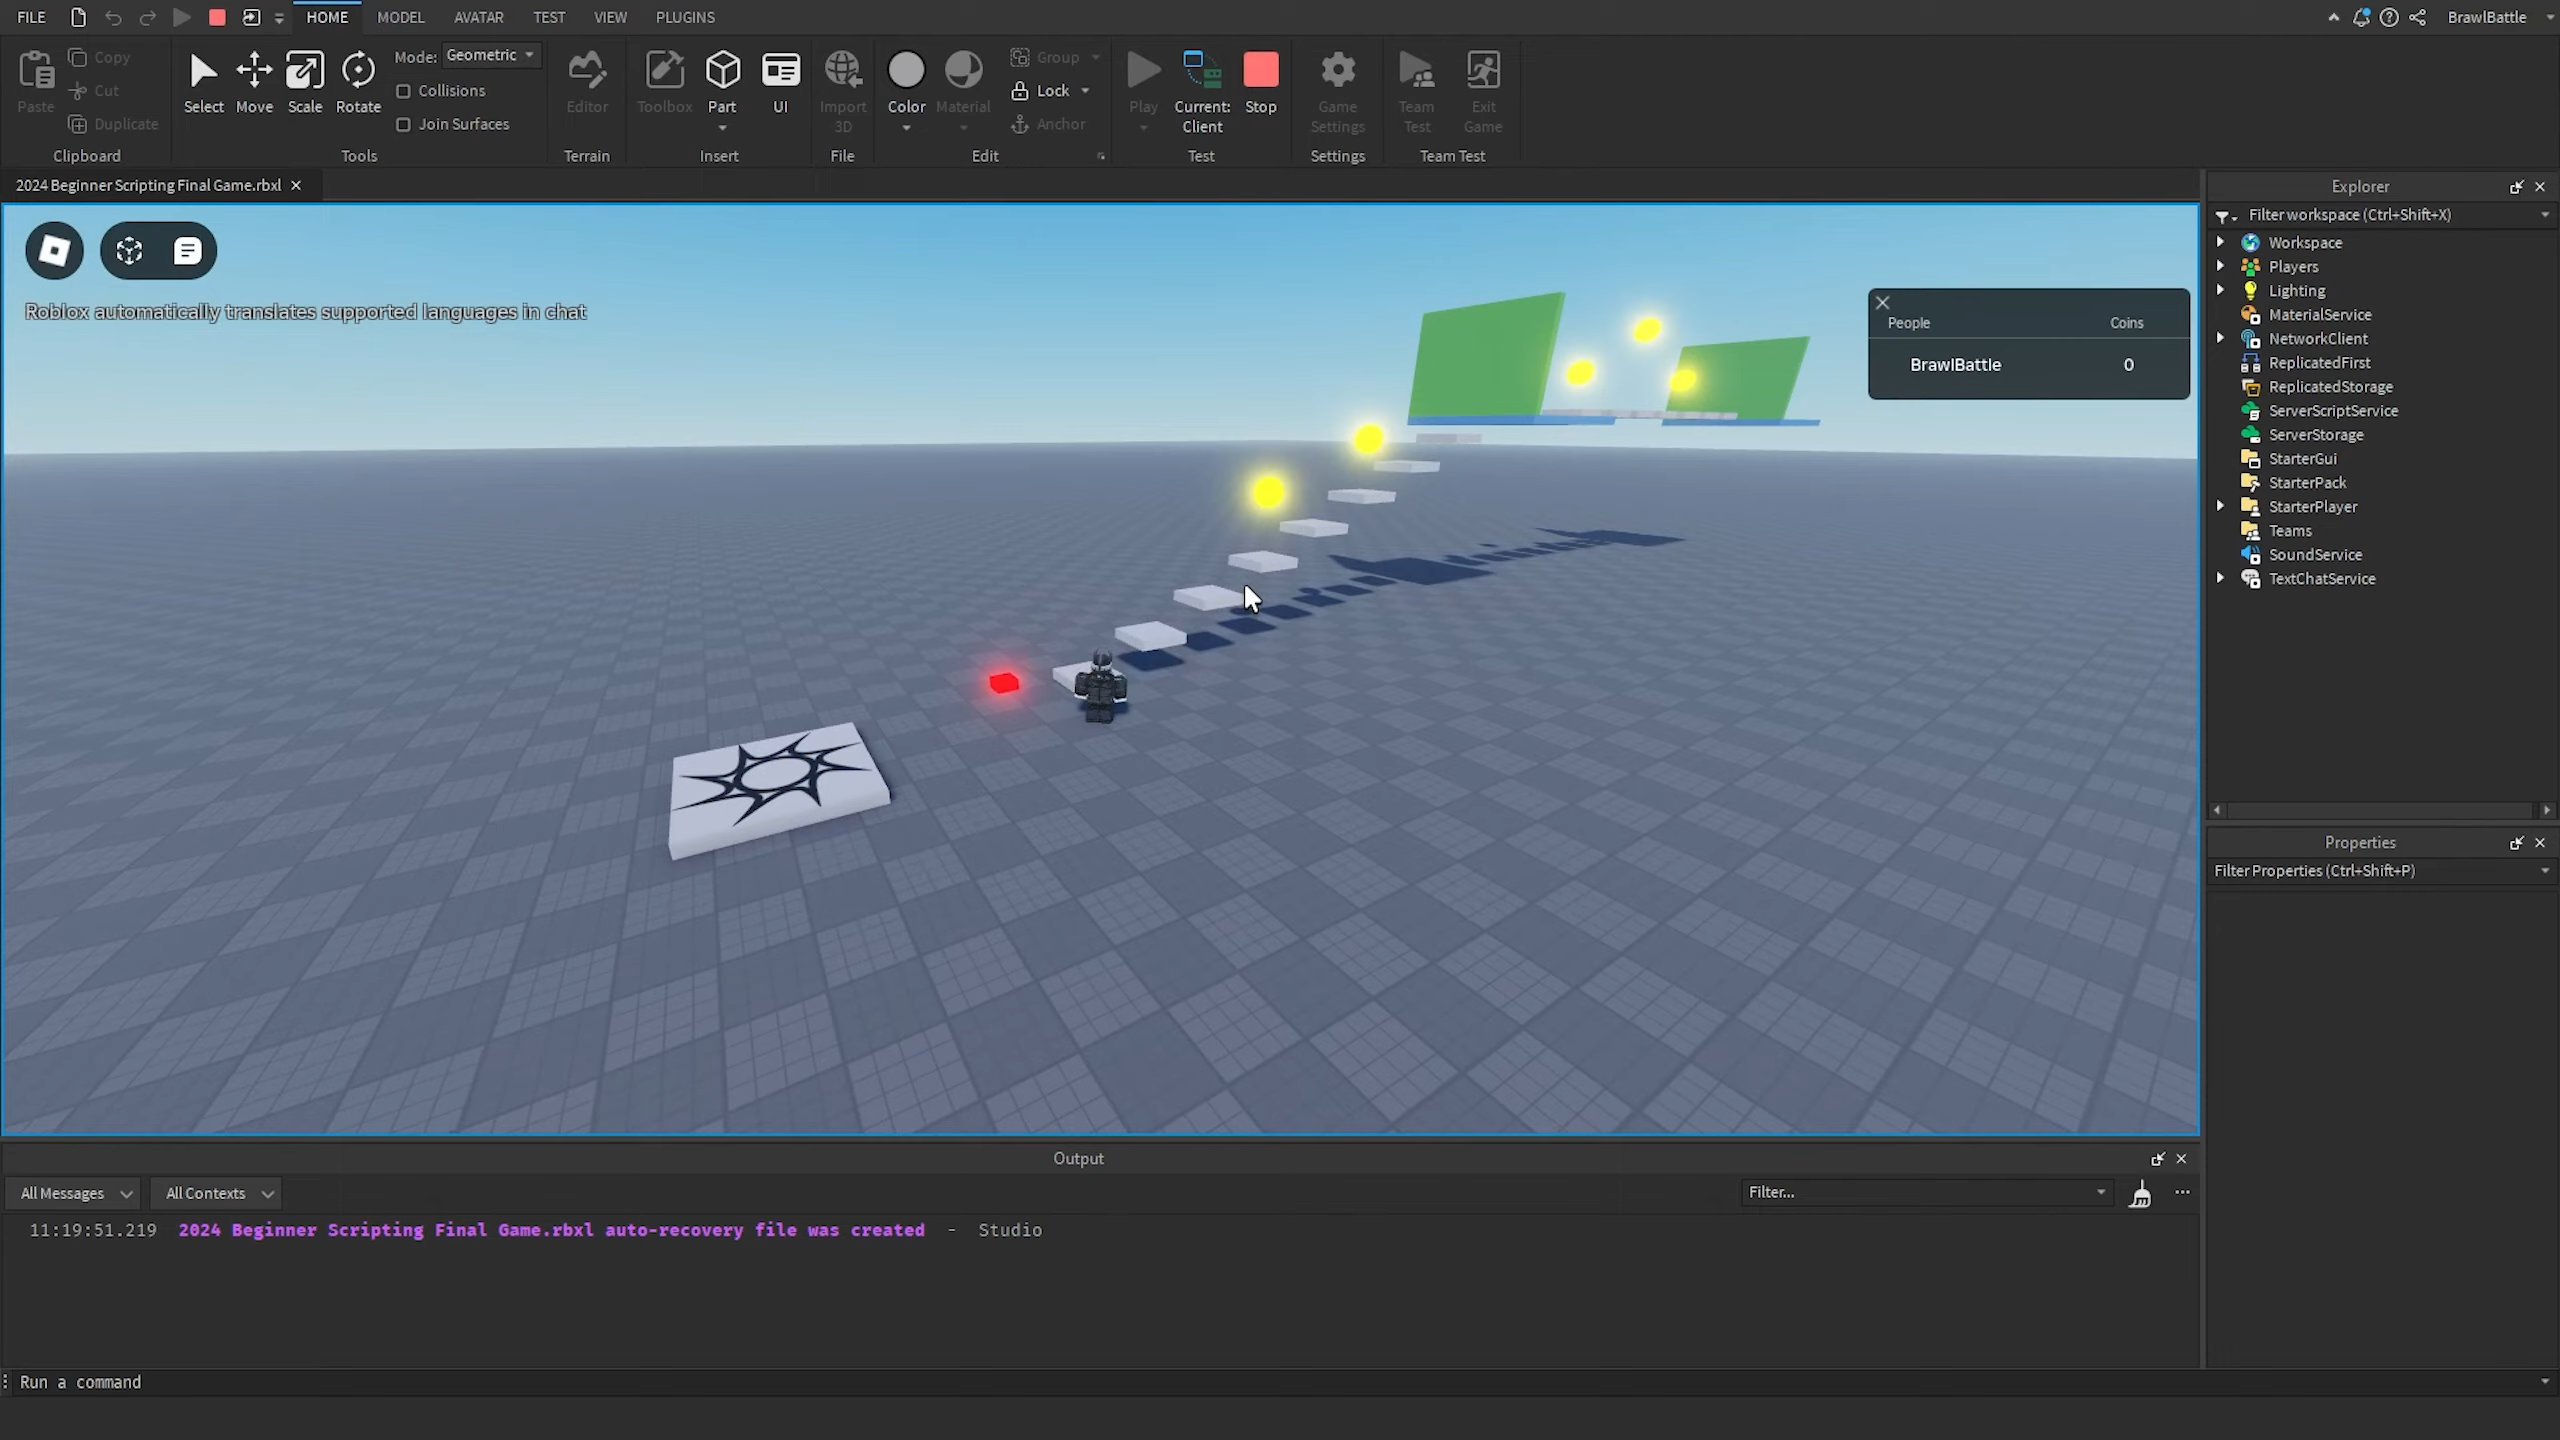 FILE HOME MODEL AVATAR TEST VIEW PLUGINS BrawlBattle
Paste Copy Cut Duplicate Clipboard
Select Move Scale Rotate Mode: Geometric Collisions Join Surfaces Tools
Editor Terrain
Toolbox Part UI Insert
Import 3D File
Color Material Group Lock Anchor Edit
Play Current: Client Stop Test
Game Settings Settings
Team Test Exit Game Team Test
2024 Beginner Scripting Final Game.rbxl
Roblox automatically translates supported languages in chat
People Coins
BrawlBattle 0
Explorer
Filter workspace (Ctrl+Shift+X)
Workspace
Players
Lighting
MaterialService
NetworkClient
ReplicatedFirst
ReplicatedStorage
ServerScriptService
ServerStorage
StarterGui
StarterPack
StarterPlayer
Teams
SoundService
TextChatService
Properties
Filter Properties (Ctrl+Shift+P)
Output
All Messages All Contexts Filter...
11:19:51.219 2024 Beginner Scripting Final Game.rbxl auto-recovery file was created - Studio
Run a command